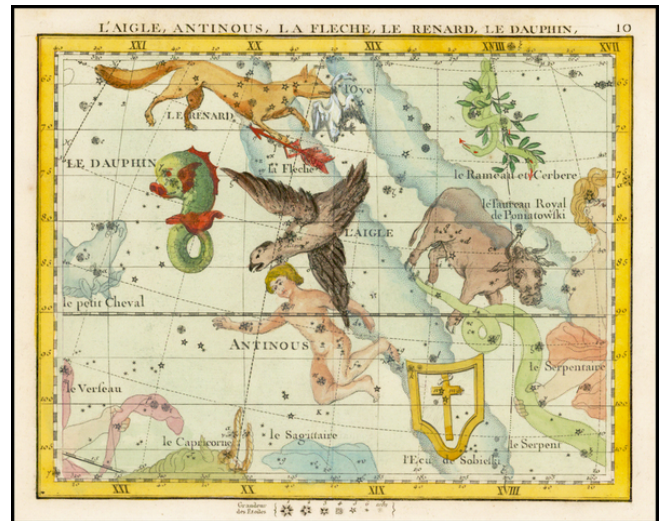 L'AIGLE, ANTINOUS, LA FLECHE, LE RENARD, LE DAUPHIN, 10
XXI XX XIX XVIII XVII
l'Oye
LE RENARD
LE DAUPHIN
la Fleche
le Rameau et Cerbere
le Taureau Royal
de Poniatowski
L'AIGLE
le petit Cheval
ANTINOUS
le Serpentaire
le Verseau
le Capricorne
le Sagittaire
le Serpent
l'Ecu de Sobieski
XXI XX XIX XVIII
Grandeur
des Etoiles